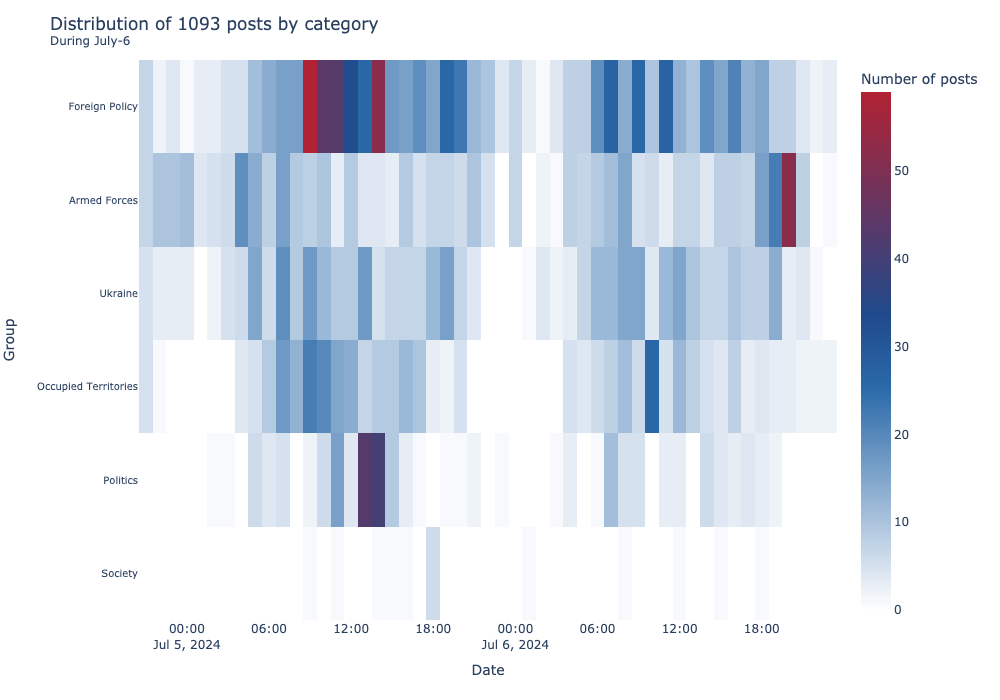 Distribution of 1093 posts by category
During July-6
Number of posts
Foreign Policy
Armed Forces
Ukraine
Occupied Territories
Politics
Society
Group
50
40
30
20
10
0
00:00 06:00 12:00 18:00 00:00 06:00 12:00 18:00
Jul 5, 2024 Jul 6, 2024
Date